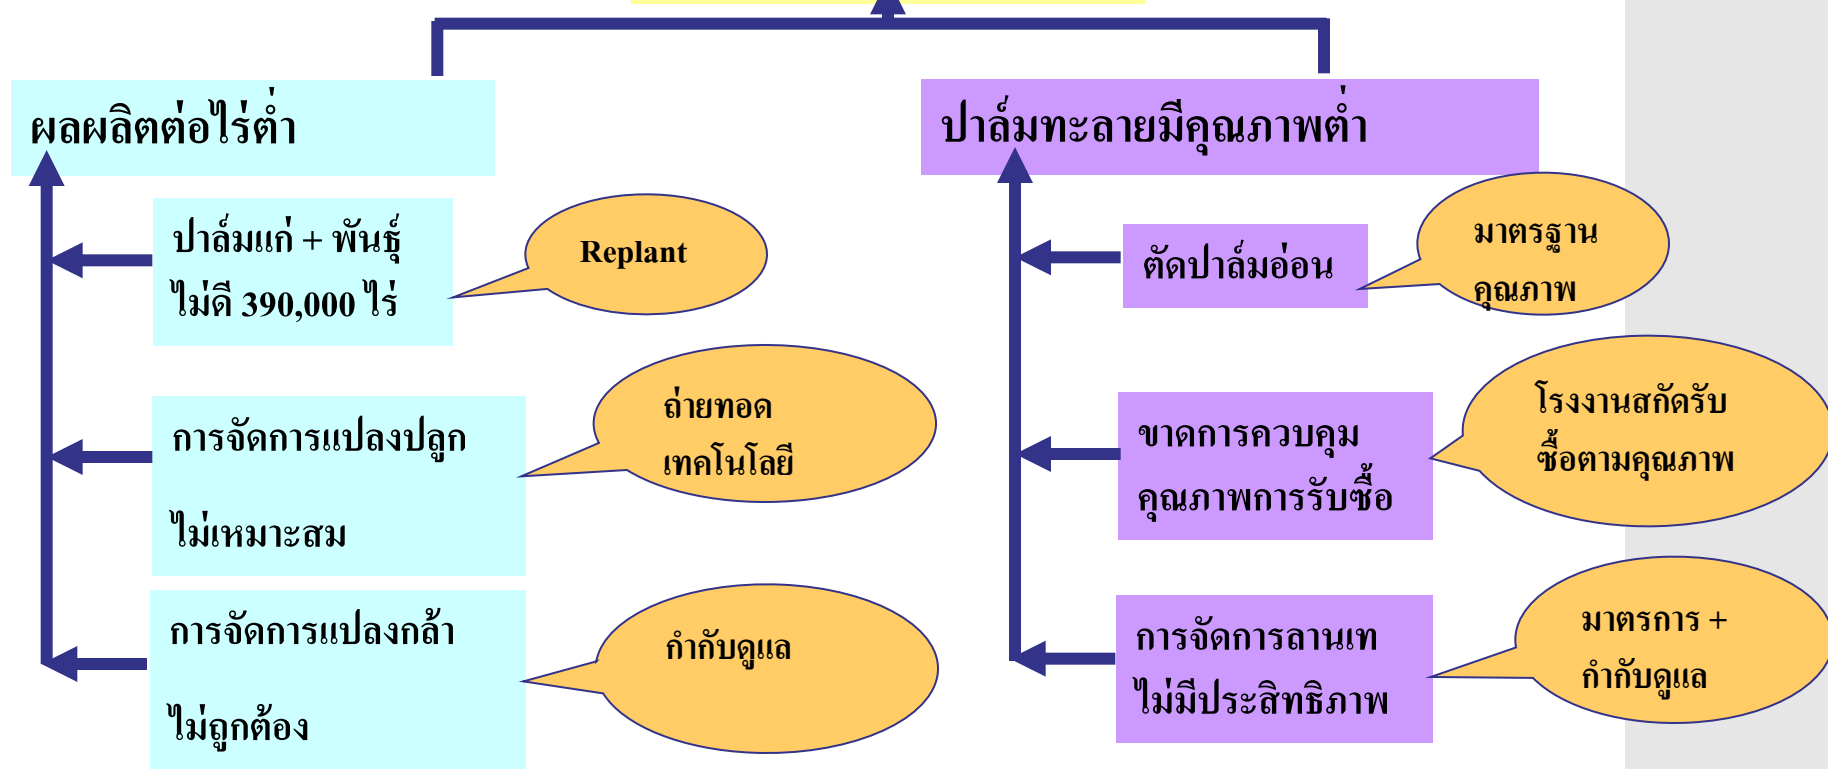 ผลผลิตต่อไร่ต่ำ
ปาล์มแก่ + พันธุ์
ไม่ดี 390,000 ไร่
Replant
การจัดการแปลงปลูก
ไม่เหมาะสม
ถ่ายทอด
เทคโนโลยี
การจัดการแปลงกล้า
ไม่ถูกต้อง
กำกับดูแล
ปาล์มทะลายมีคุณภาพต่ำ
ตัดปาล์มอ่อน
มาตรฐาน
คุณภาพ
ขาดการควบคุม
คุณภาพการรับซื้อ
โรงงานสกัดรับ
ซื้อตามคุณภาพ
การจัดการลานเท
ไม่มีประสิทธิภาพ
มาตรการ +
กำกับดูแล